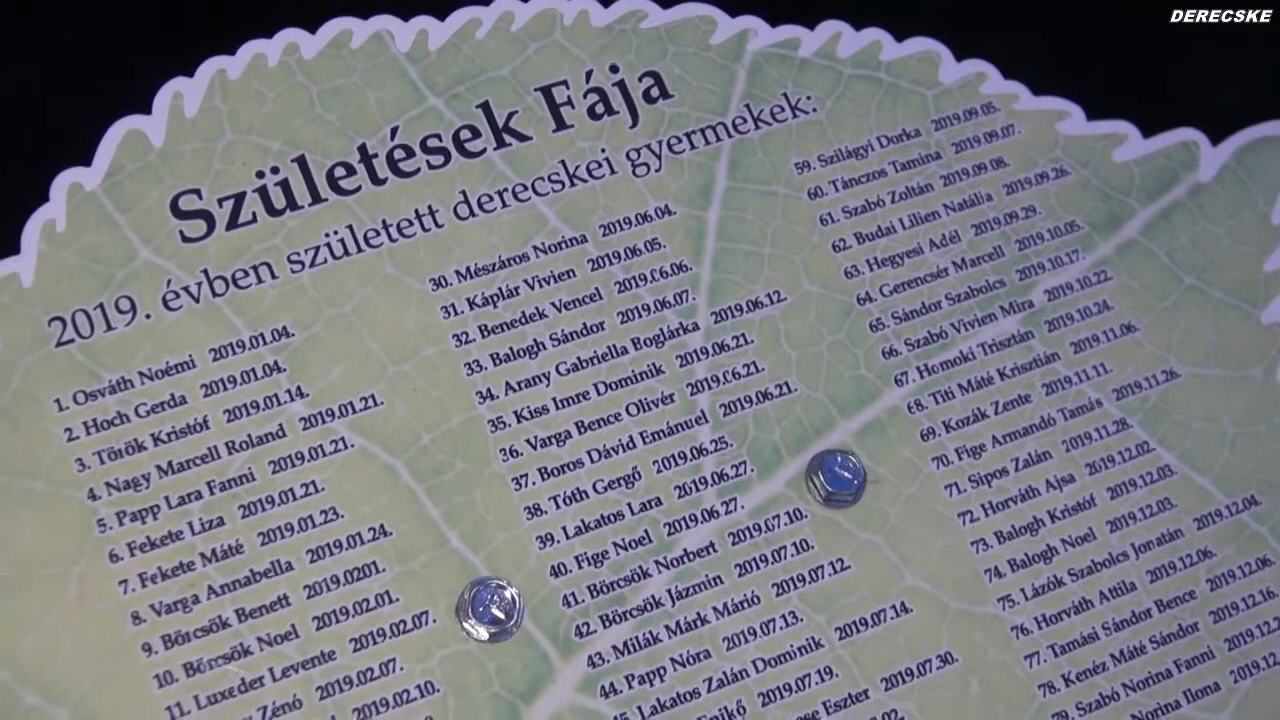 DERECSKE
Születések Fája
2019. évben született derecskei gyermekek:
1. Osváth Noémi 2019.01.04.
2. Hoch Gerda 2019.01.04.
3. Török Kristóf 2019.01.14.
4. Nagy Marcell Roland 2019.01.21.
5. Papp Lara Fanni 2019.01.21.
6. Fekete Liza 2019.01.21.
7. Fekete Máté 2019.01.23.
8. Varga Annabella 2019.01.24.
9. Börcsök Benett 2019.0201.
10. Börcsök Noel 2019.02.01.
11. Luxeder Levente 2019.02.07.
Zénó 2019.02.07.
2019.02.10.
30. Mészáros Norina 2019.06.04.
31. Káplár Vivien 2019.06.05.
32. Benedek Vencel 2019.06.06.
33. Balogh Sándor 2019.06.07.
34. Arany Gabriella Boglárka 2019.06.12.
35. Kiss Imre Dominik 2019.06.21.
36. Varga Bence Olivér 2019.06.21.
37. Boros Dávid Emánuel 2019.06.21.
38. Tóth Gergő 2019.06.25.
39. Lakatos Lara 2019.06.27.
40. Fige Noel 2019.06.27.
41. Börcsök Norbert 2019.07.10.
42. Börcsök Jázmin 2019.07.10.
43. Milák Márk Márió 2019.07.12.
44. Papp Nóra 2019.07.13.
45. Lakatos Zalán Dominik 2019.07.14.
Enikő 2019.07.19.
Eszter 2019.07.30.
59. Szilágyi Dorka 2019.09.05.
60. Tánczos Tamina 2019.09.07.
61. Szabó Zoltán 2019.09.08.
62. Budai Lilien Natália 2019.09.26.
63. Hegyesi Adél 2019.09.29.
64. Gerencsér Marcell 2019.10.05.
65. Sándor Szabolcs 2019.10.17.
66. Szabó Vivien Mira 2019.10.22.
67. Homoki Trisztán 2019.10.24.
68. Titi Máté Krisztián 2019.11.06.
69. Kozák Zente 2019.11.11.
70. Fige Armandó Tamás 2019.11.26.
71. Sipos Zalán 2019.11.28.
72. Horváth Ajsa 2019.12.02.
73. Balogh Kristóf 2019.12.03.
74. Balogh Noel 2019.12.03.
75. Lázók Szabolcs Jonatán 2019.12.04.
76. Horváth Attila 2019.12.06.
77. Tamási Sándor Bence 2019.12.06.
78. Kenéz Máté Sándor 2019.12.16.
79. Szabó Norina Fanni
Norina Ilona